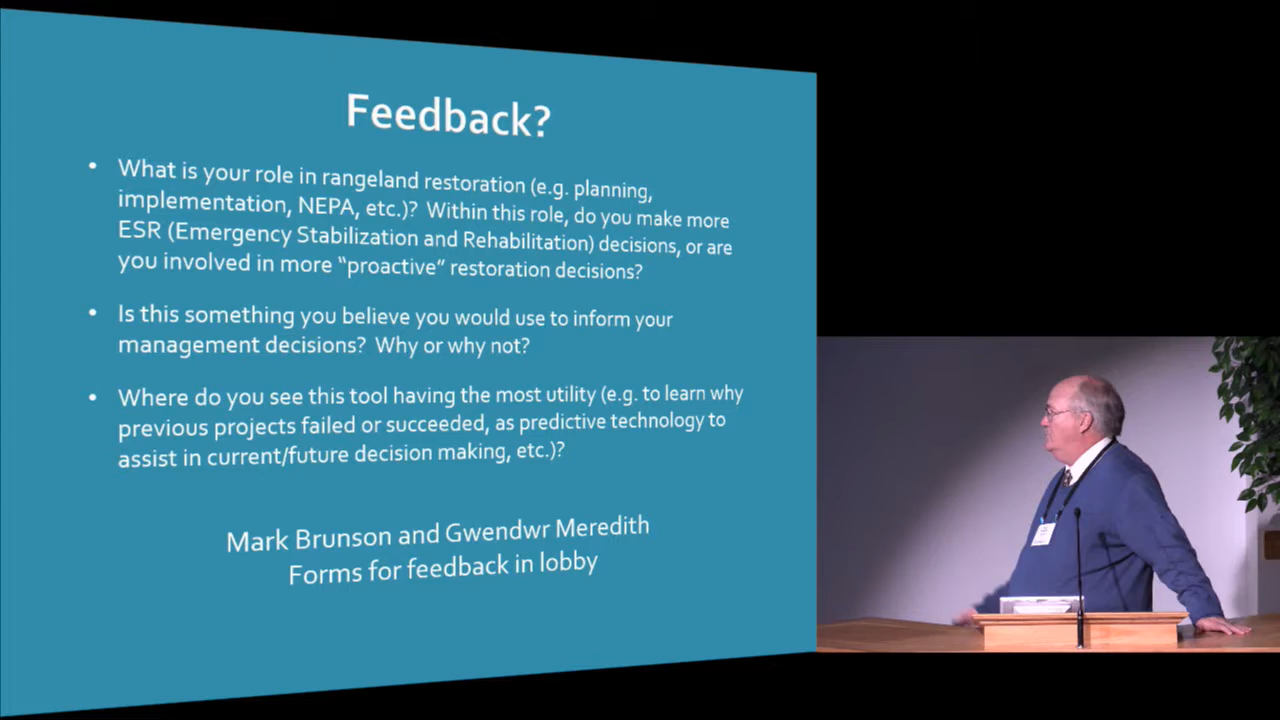 Feedback?
• What is your role in rangeland restoration (e.g. planning,
implementation, NEPA, etc.)? Within this role, do you make more
ESR (Emergency Stabilization and Rehabilitation) decisions, or are
you involved in more “proactive” restoration decisions?
• Is this something you believe you would use to inform your
management decisions? Why or why not?
• Where do you see this tool having the most utility (e.g. to learn why
previous projects failed or succeeded, as predictive technology to
assist in current/future decision making, etc.)?
Mark Brunson and Gwendwr Meredith
Forms for feedback in lobby